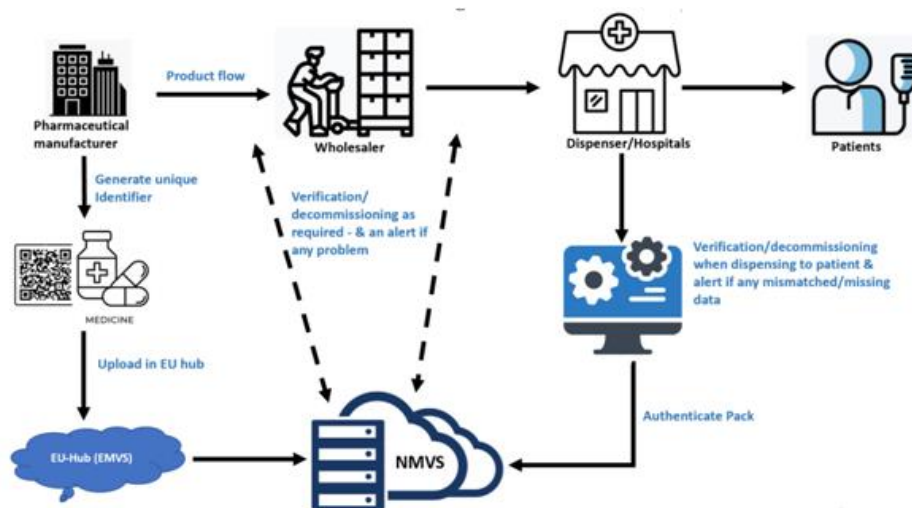 Product flow
Pharmaceutical
manufacturer
Wholesaler
Dispenser/Hospitals
Patients
Generate unique
Identifier
Verification/
decommissioning as
required - & an alert if
any problem
Verification/decommissioning
when dispensing to patient &
alert if any mismatched/missing
data
MEDICINE
Upload in EU hub
Authenticate Pack
EU-Hub (EMVS)
NMVS